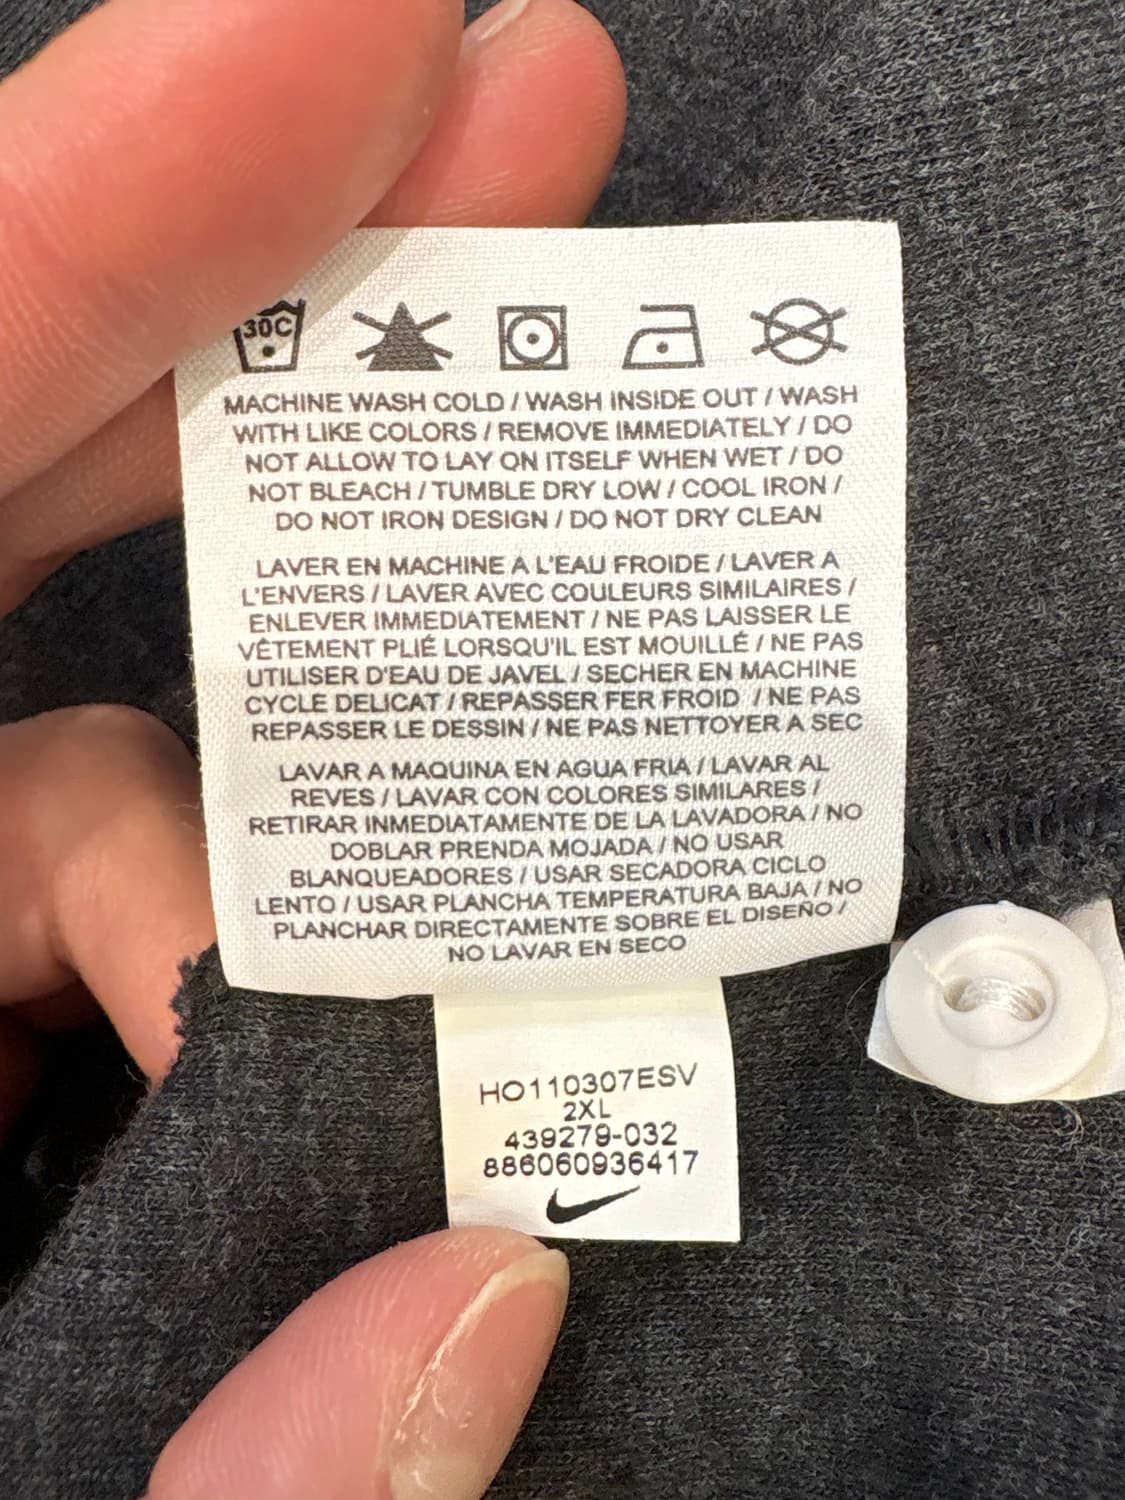 30C
MACHINE WASH COLD / WASH INSIDE OUT / WASH
WITH LIKE COLORS / REMOVE IMMEDIATELY / DO
NOT ALLOW TO LAY ON ITSELF WHEN WET / DO
NOT BLEACH / TUMBLE DRY LOW / COOL IRON /
DO NOT IRON DESIGN / DO NOT DRY CLEAN
LAVER EN MACHINE A L'EAU FROIDE / LAVER A
L'ENVERS / LAVER AVEC COULEURS SIMILAIRES /
ENLEVER IMMEDIATEMENT / NE PAS LAISSER LE
VÊTEMENT PLIÉ LORSQU'IL EST MOUILLÉ / NE PAS
UTILISER D'EAU DE JAVEL / SECHER EN MACHINE
CYCLE DELICAT / REPASSER FER FROID / NE PAS
REPASSER LE DESSIN / NE PAS NETTOYER A SEC
LAVAR A MAQUINA EN AGUA FRIA / LAVAR AL
REVES / LAVAR CON COLORES SIMILARES /
RETIRAR INMEDIATAMENTE DE LA LAVADORA / NO
DOBLAR PRENDA MOJADA / NO USAR
BLANQUEADORES / USAR SECADORA CICLO
LENTO / USAR PLANCHA TEMPERATURA BAJA / NO
PLANCHAR DIRECTAMENTE SOBRE EL DISEÑO /
NO LAVAR EN SECO
HO110307ESV
2XL
439279-032
886060936417